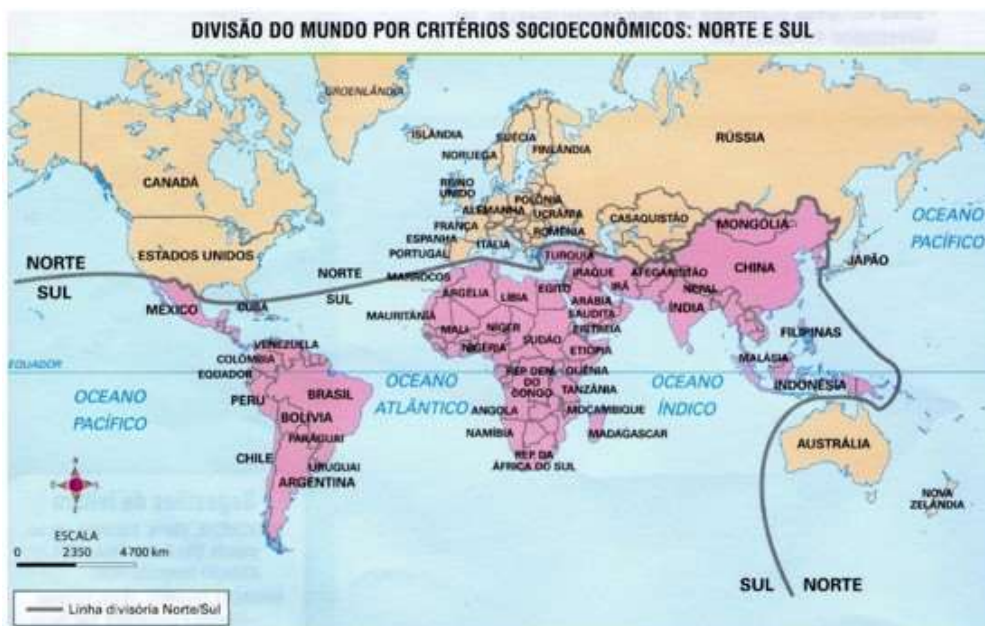 DIVISÃO DO MUNDO POR CRITÉRIOS SOCIOECONÔMICOS: NORTE E SUL
GROENLÂNDIA
ISLÂNDIA
SUÉCIA
FINLÂNDIA
NORUEGA
RÚSSIA
CANADÁ
REINO
UNIDO
POLÔNIA
ALEMANHA
UCRÂNIA
CASAQUISTÃO
FRANÇA
ROMÊNIA
ESPANHA
ITÁLIA
PORTUGAL
TURQUIA
MONGÓLIA
OCEANO
PACÍFICO
ESTADOS UNIDOS
NORTE
SUL
NORTE
SUL
MARROCOS
IRAQUE
IRÃ
AFEGANISTÃO
CHINA
JAPÃO
MÉXICO
CUBA
ARGÉLIA
LÍBIA
EGITO
ARÁBIA
SAUDITA
NEPAL
ÍNDIA
MAURITÂNIA
MALI
NÍGER
SUDÃO
ERITRÉIA
ETIÓPIA
FILIPINAS
VENEZUELA
COLÔMBIA
NIGÉRIA
MALÁSIA
EQUADOR
EQUADOR
REP. DEM.
DO
CONGO
QUÊNIA
INDONÉSIA
OCEANO
PACÍFICO
PERU
BRASIL
OCEANO
ATLÂNTICO
TANZÂNIA
OCEANO
ÍNDICO
BOLÍVIA
ANGOLA
MOÇAMBIQUE
PARAGUAI
NAMÍBIA
MADAGASCAR
AUSTRÁLIA
CHILE
URUGUAI
REP. DA
ÁFRICA DO SUL
ARGENTINA
NOVA
ZELÂNDIA
ESCALA
0 2350 4700 km
SUL NORTE
Linha divisória Norte/Sul